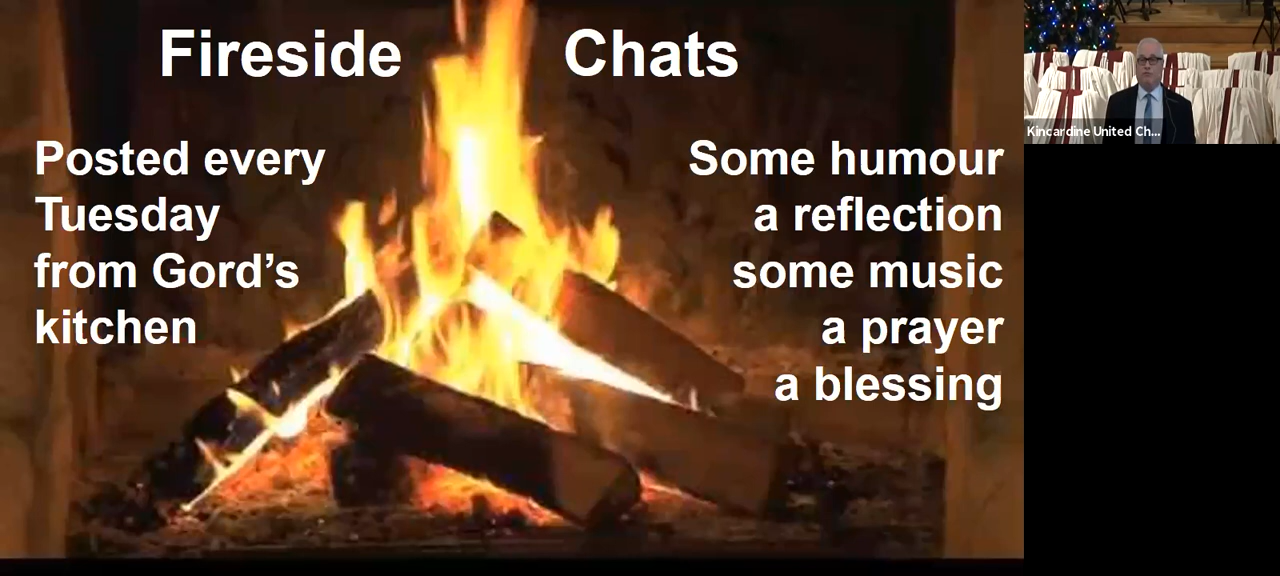 Fireside Chats
Posted every
Tuesday
from Gord’s
kitchen
Some humour
a reflection
some music
a prayer
a blessing
Kincardine United Ch...